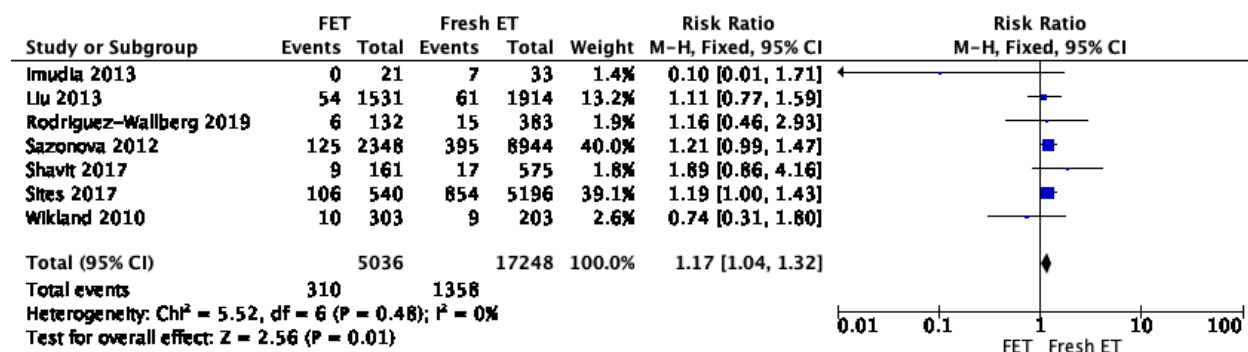 FET Fresh ET Risk Ratio Risk Ratio
Study or Subgroup Events Total Events Total Weight M-H, Fixed, 95% CI M-H, Fixed, 95% CI
Imudia 2013 0 21 7 33 1.4% 0.10 [0.01, 1.71]
Liu 2013 54 1531 61 1914 13.2% 1.11 [0.77, 1.59]
Rodriguez-Wallberg 2019 6 132 15 383 1.9% 1.16 [0.46, 2.93]
Sazonova 2012 125 2348 395 8944 40.0% 1.21 [0.99, 1.47]
Shavit 2017 9 161 17 575 1.8% 1.89 [0.86, 4.16]
Sites 2017 106 540 854 5196 39.1% 1.19 [1.00, 1.43]
Wikland 2010 10 303 9 203 2.6% 0.74 [0.31, 1.80]
Total (95% CI) 5036 17248 100.0% 1.17 [1.04, 1.32]
Total events 310 1358
Heterogeneity: Chi² = 5.52, df = 6 (P = 0.48); I² = 0%
Test for overall effect: Z = 2.56 (P = 0.01)
0.01 0.1 1 10 100
FET Fresh ET